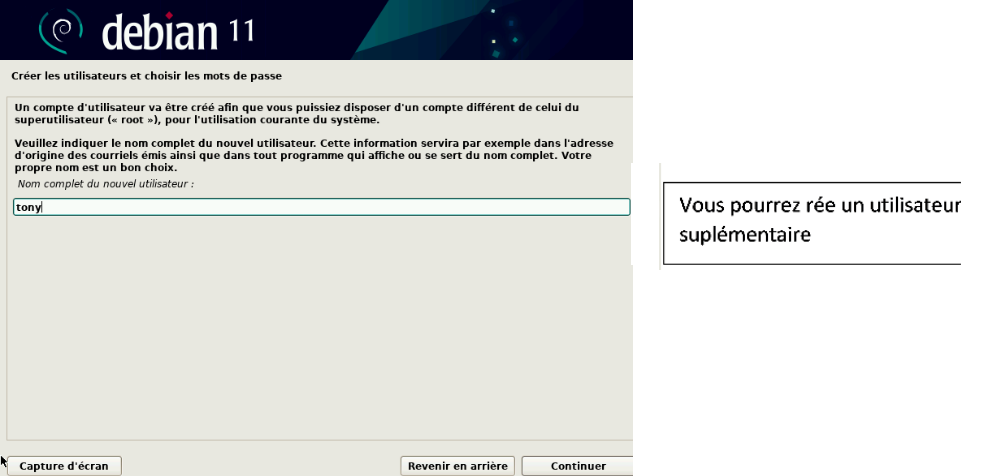 debian 11
Créer les utilisateurs et choisir les mots de passe
Un compte d'utilisateur va être créé afin que vous puissiez disposer d'un compte différent de celui du
superutilisateur (« root »), pour l'utilisation courante du système.
Veuillez indiquer le nom complet du nouvel utilisateur. Cette information servira par exemple dans l'adresse
d'origine des courriels émis ainsi que dans tout programme qui affiche ou se sert du nom complet. Votre
propre nom est un bon choix.
Nom complet du nouvel utilisateur :
tony
Vous pourrez rée un utilisateur
suplémentaire
Capture d'écran
Revenir en arrière
Continuer